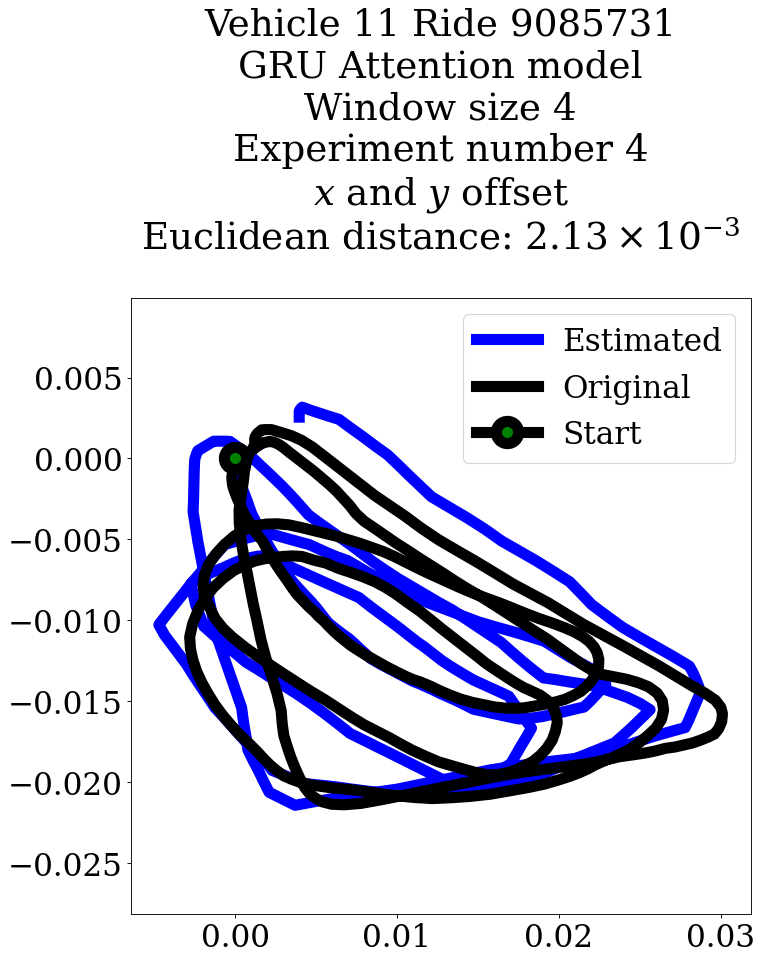 Vehicle 11 Ride 9085731
GRU Attention model
Window size 4
Experiment number 4
x and y offset
Euclidean distance: 2.13 × 10⁻³
Estimated
Original
Start
0.005
0.000
−0.005
−0.010
−0.015
−0.020
−0.025
0.00 0.01 0.02 0.03